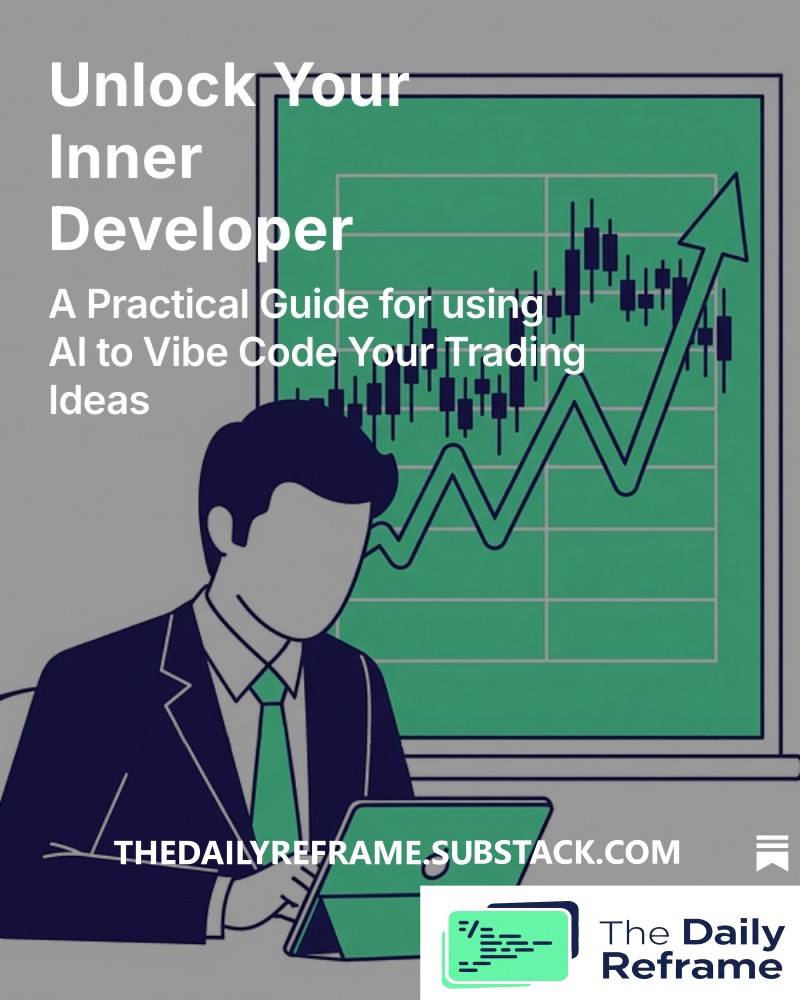 Unlock Your
Inner
Developer
A Practical Guide for using
AI to Vibe Code Your Trading
Ideas
THEDAILYREFRAME.SUBSTACK.COM
The Daily
Reframe